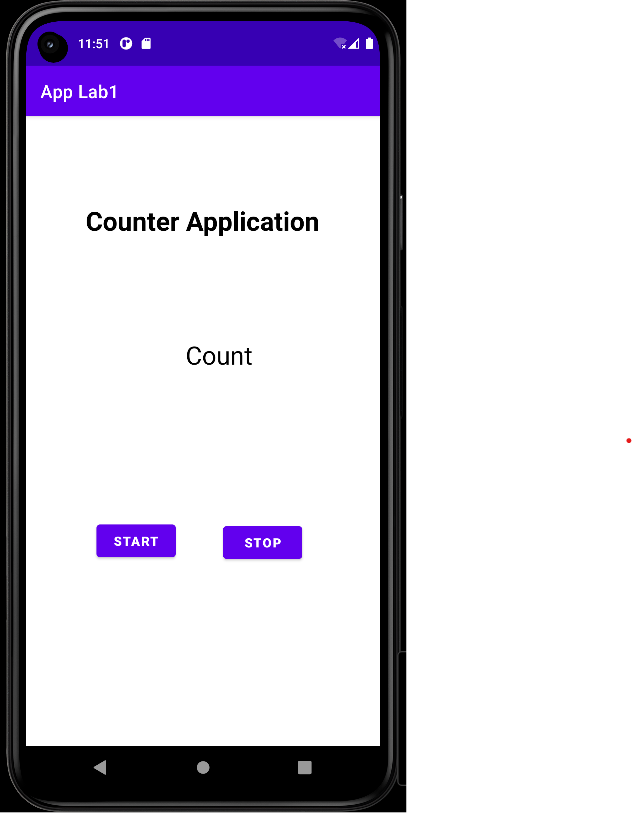 11:51
App Lab1
Counter Application
Count
START
STOP